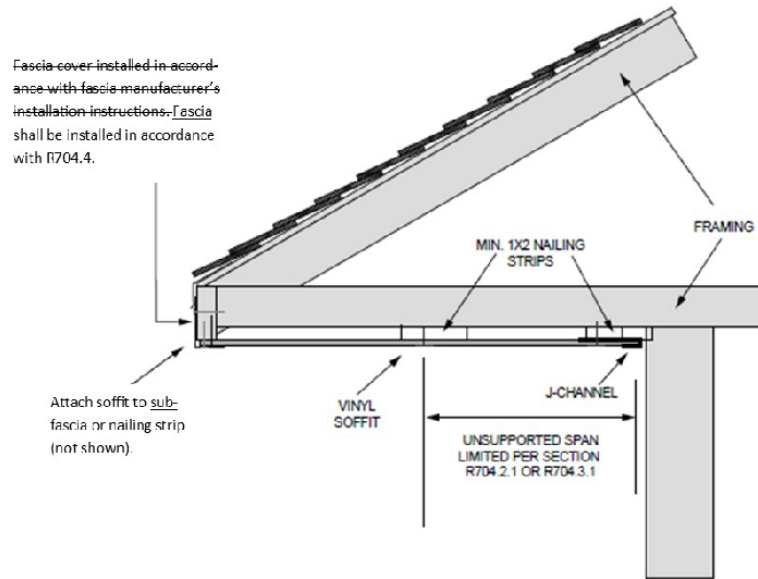 Fascia cover installed in accord-
ance with fascia manufacturer's
installation instructions. Fascia
shall be installed in accordance
with R704.4.
FRAMING
MIN. 1X2 NAILING
STRIPS
Attach soffit to sub-
fascia or nailing strip
(not shown).
VINYL
SOFFIT
J-CHANNEL
UNSUPPORTED SPAN
LIMITED PER SECTION
R704.2.1 OR R704.3.1